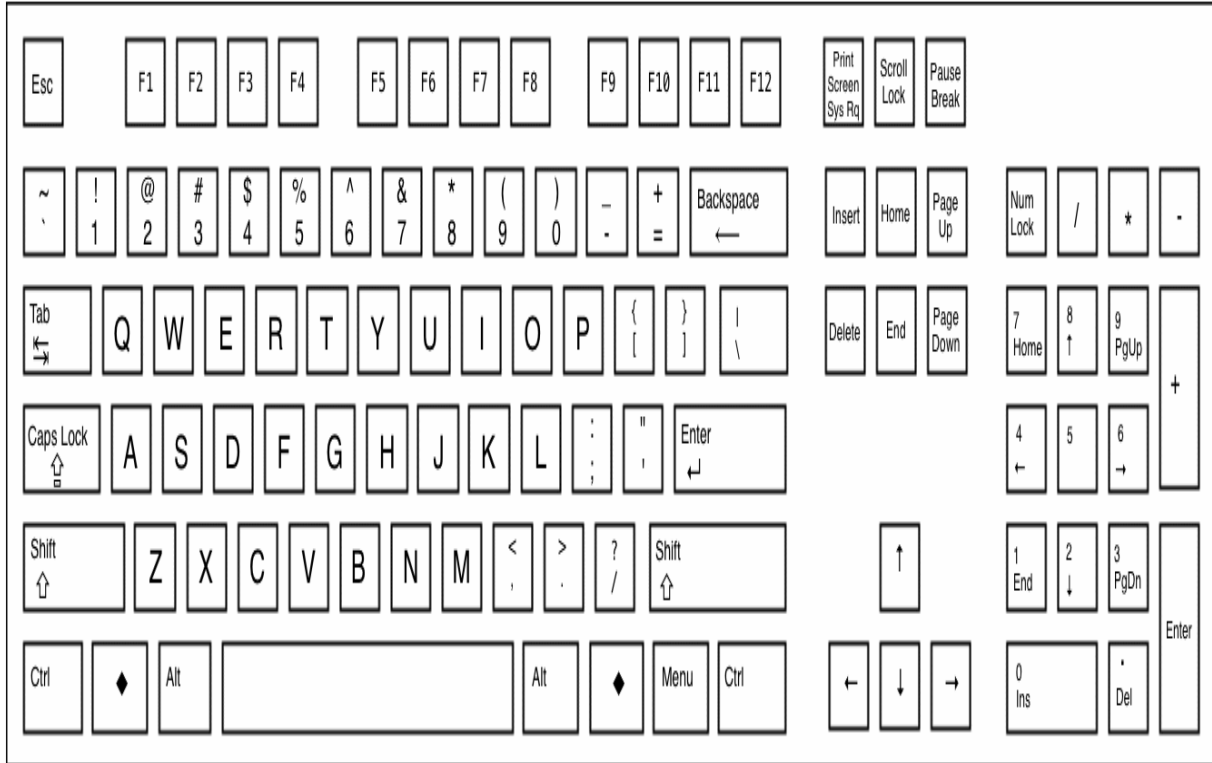 Esc F1 F2 F3 F4 F5 F6 F7 F8 F9 F10 F11 F12 Print Screen Sys Rq Scroll Lock Pause Break
~ ` ! 1 @ 2 # 3 $ 4 % 5 ^ 6 & 7 * 8 ( 9 ) 0 _ - + = Backspace ← Insert Home Page Up Num Lock / * -
Tab ↹ Q W E R T Y U I O P { [ } ] | \ Delete End Page Down 7 Home 8 ↑ 9 PgUp +
Caps Lock ⇪ A S D F G H J K L : ; " ' Enter ↵ 4 ← 5 6 →
Shift ⇧ Z X C V B N M < , > . ? / Shift ⇧ ↑ 1 End 2 ↓ 3 PgDn Enter
Ctrl ◆ Alt Alt ◆ Menu Ctrl ← ↓ → 0 Ins . Del